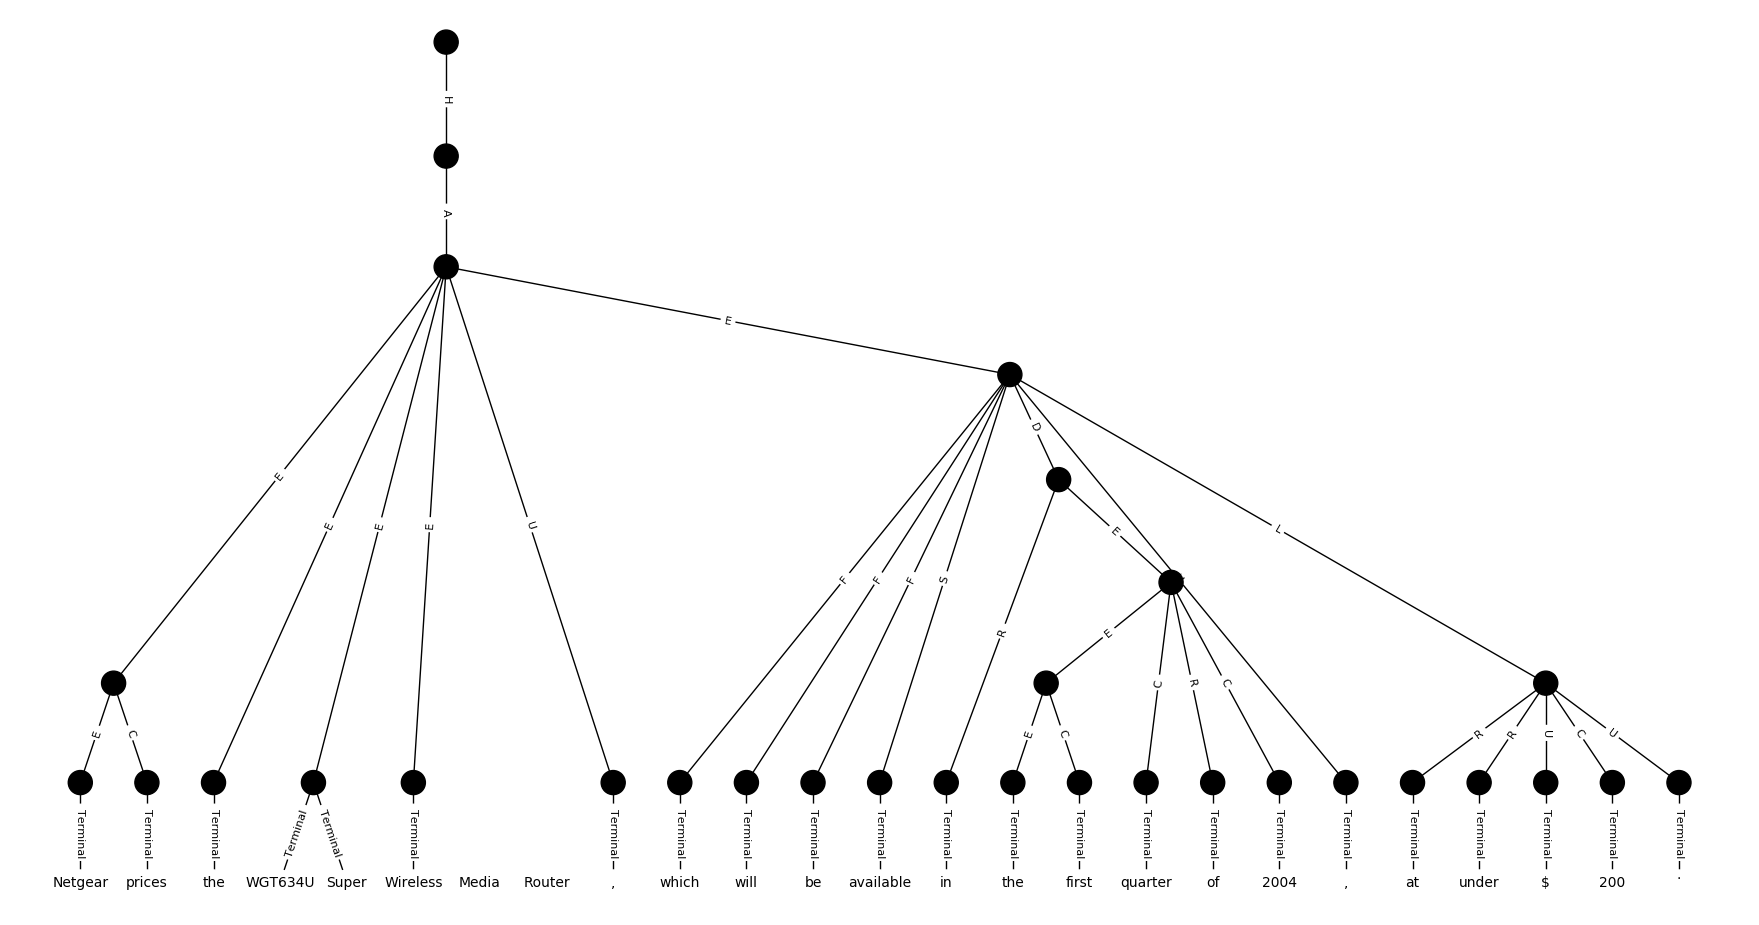 H
A
E
E E E E U
D
E
F F F S R L
E C R C
E C E C R R U C U
Terminal Terminal Terminal Terminal Terminal Terminal Terminal Terminal Terminal Terminal Terminal Terminal Terminal Terminal Terminal Terminal Terminal Terminal Terminal Terminal Terminal Terminal Terminal
Netgear prices the WGT634U Super Wireless Media Router , which will be available in the first quarter of 2004 , at under $ 200 .